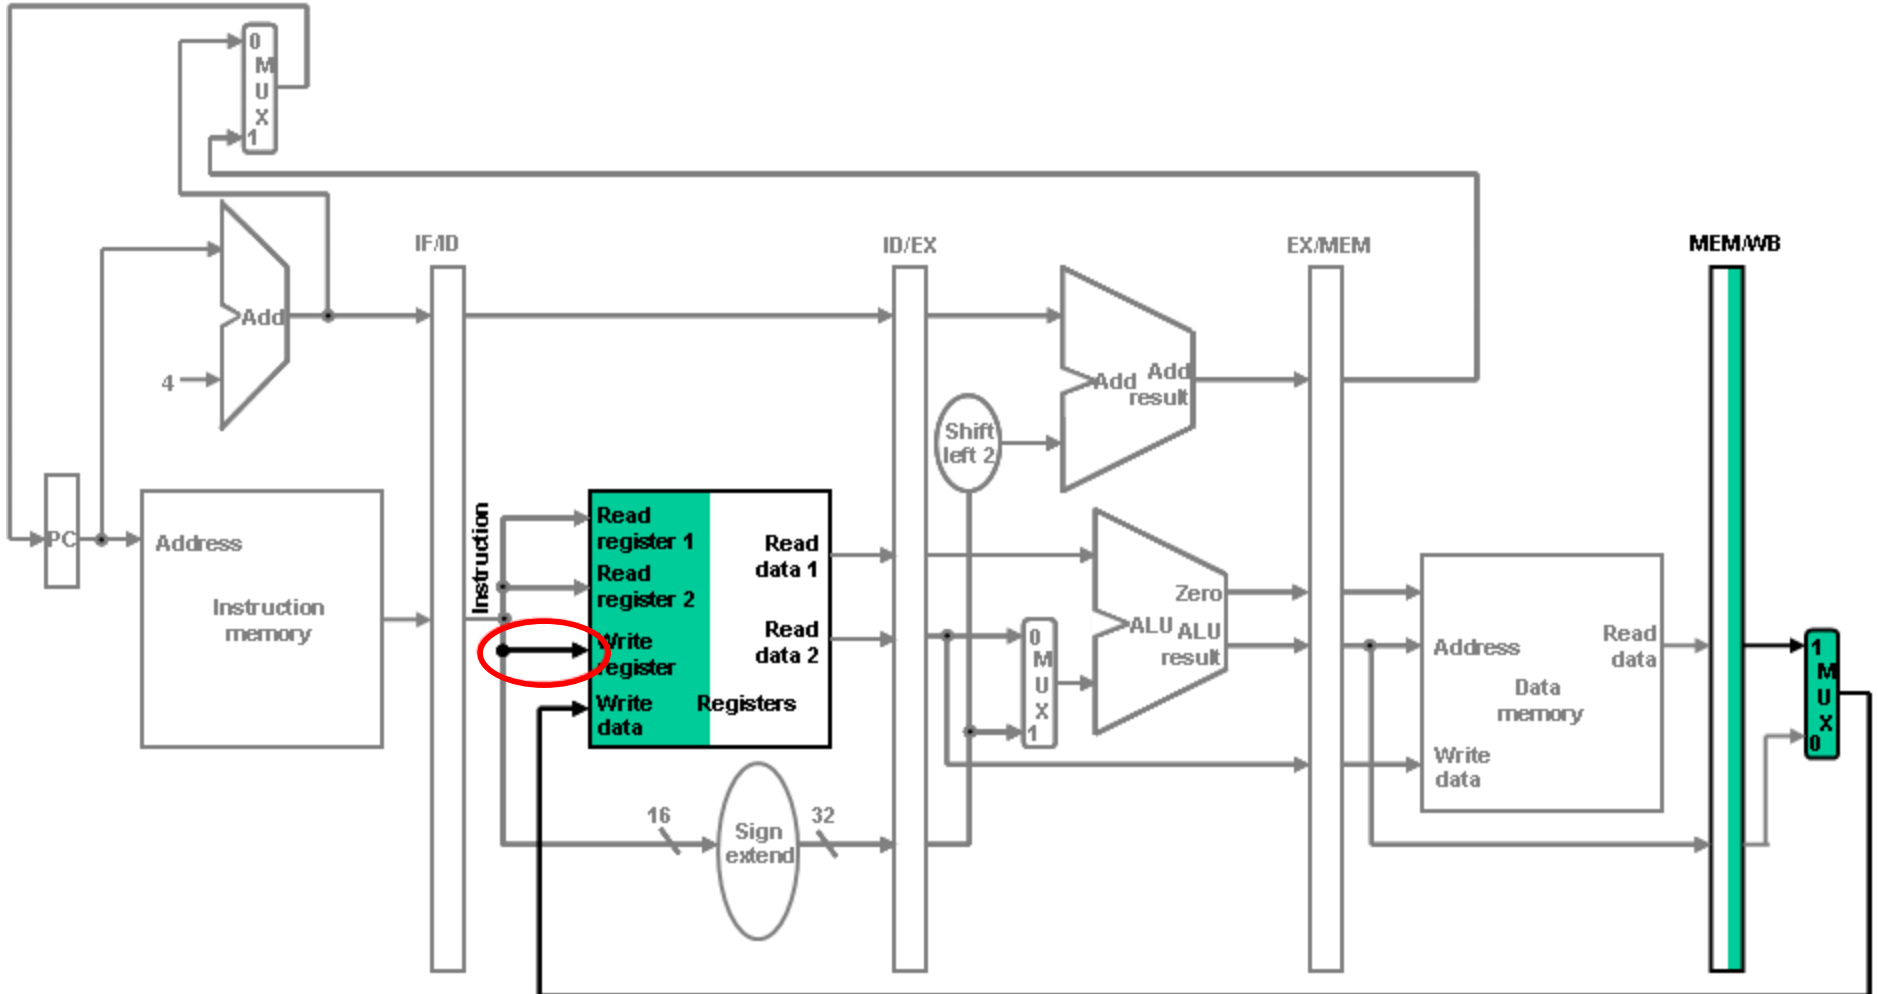 0
M
U
X
1
IF/ID
ID/EX
EX/MEM
MEM/WB
Add
4
Add
Add
result
Shift
left 2
PC
Address
Instruction
memory
Instruction
Read
register 1
Read
register 2
Write
register
Write
data
Read
data 1
Read
data 2
Registers
16
Sign
extend
32
0
M
U
X
1
Zero
ALU
ALU
result
Address
Read
data
Data
memory
Write
data
1
M
U
X
0